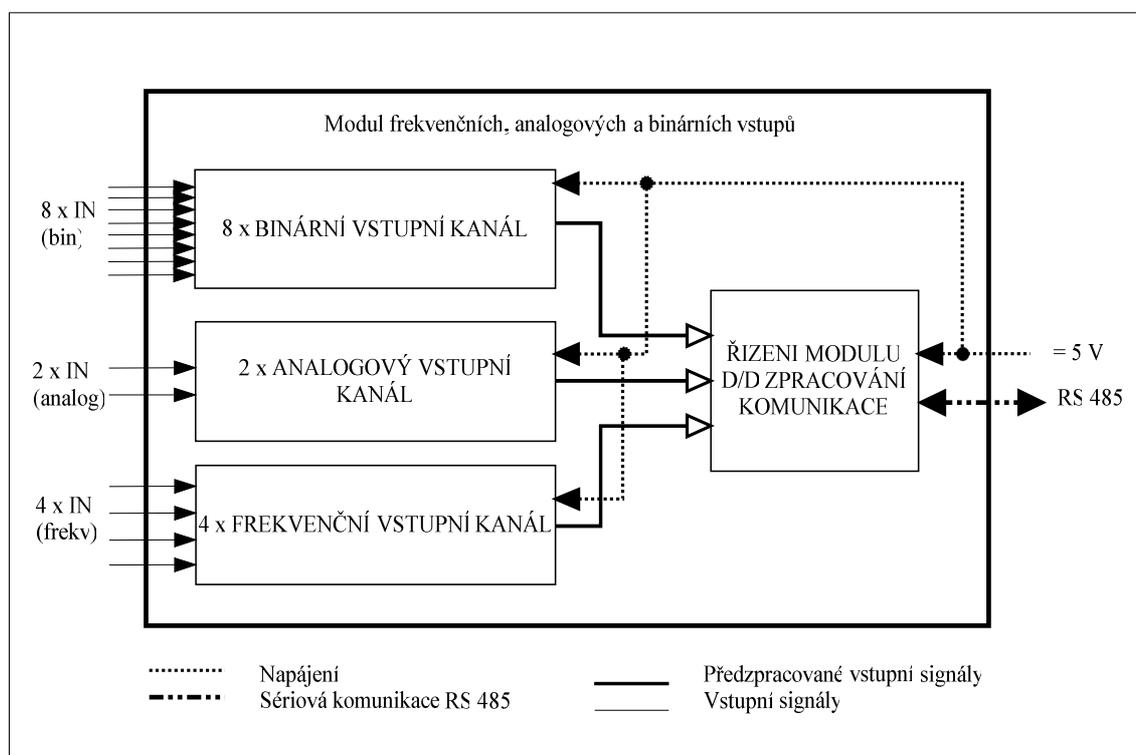 Modul frekvenčních, analogových a binárních vstupů
8 x IN
(bin)
8 x BINÁRNÍ VSTUPNÍ KANÁL
2 x IN
(analog)
2 x ANALOGOVÝ VSTUPNÍ
KANÁL
4 x IN
(frekv)
4 x FREKVENČNÍ VSTUPNÍ KANÁL
ŘIZENI MODULU
D/D ZPRACOVÁNÍ
KOMUNIKACE
= 5 V
RS 485
Napájení
Sériová komunikace RS 485
Předzpracované vstupní signály
Vstupní signály